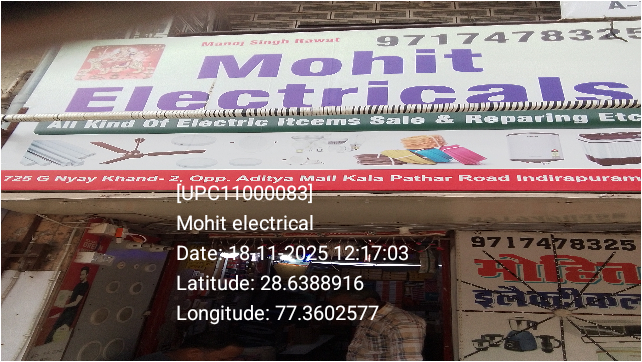 A-
Manoj Singh Rawat
9717478325
Mohit
Electricals
All Kind Of Electric Iteems Sale & Reparing Etc
725 G Nyay Khand- 2, Opp. Aditya Mall Kala Pathar Road Indirapuram
[UPC11000083]
Mohit electrical
Date: 18-11-2025 12:17:03
Latitude: 28.6388916
Longitude: 77.3602577
9717478325
मोहित
इलैक्ट्रीकल